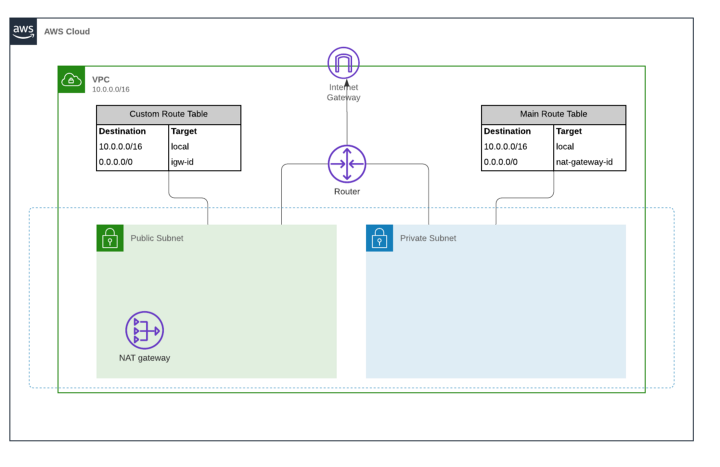 aws
AWS Cloud
VPC
10.0.0.0/16
Internet
Gateway
Custom Route Table
Destination Target
10.0.0.0/16 local
0.0.0.0/0 igw-id
Main Route Table
Destination Target
10.0.0.0/16 local
0.0.0.0/0 nat-gateway-id
Router
Public Subnet
Private Subnet
NAT gateway